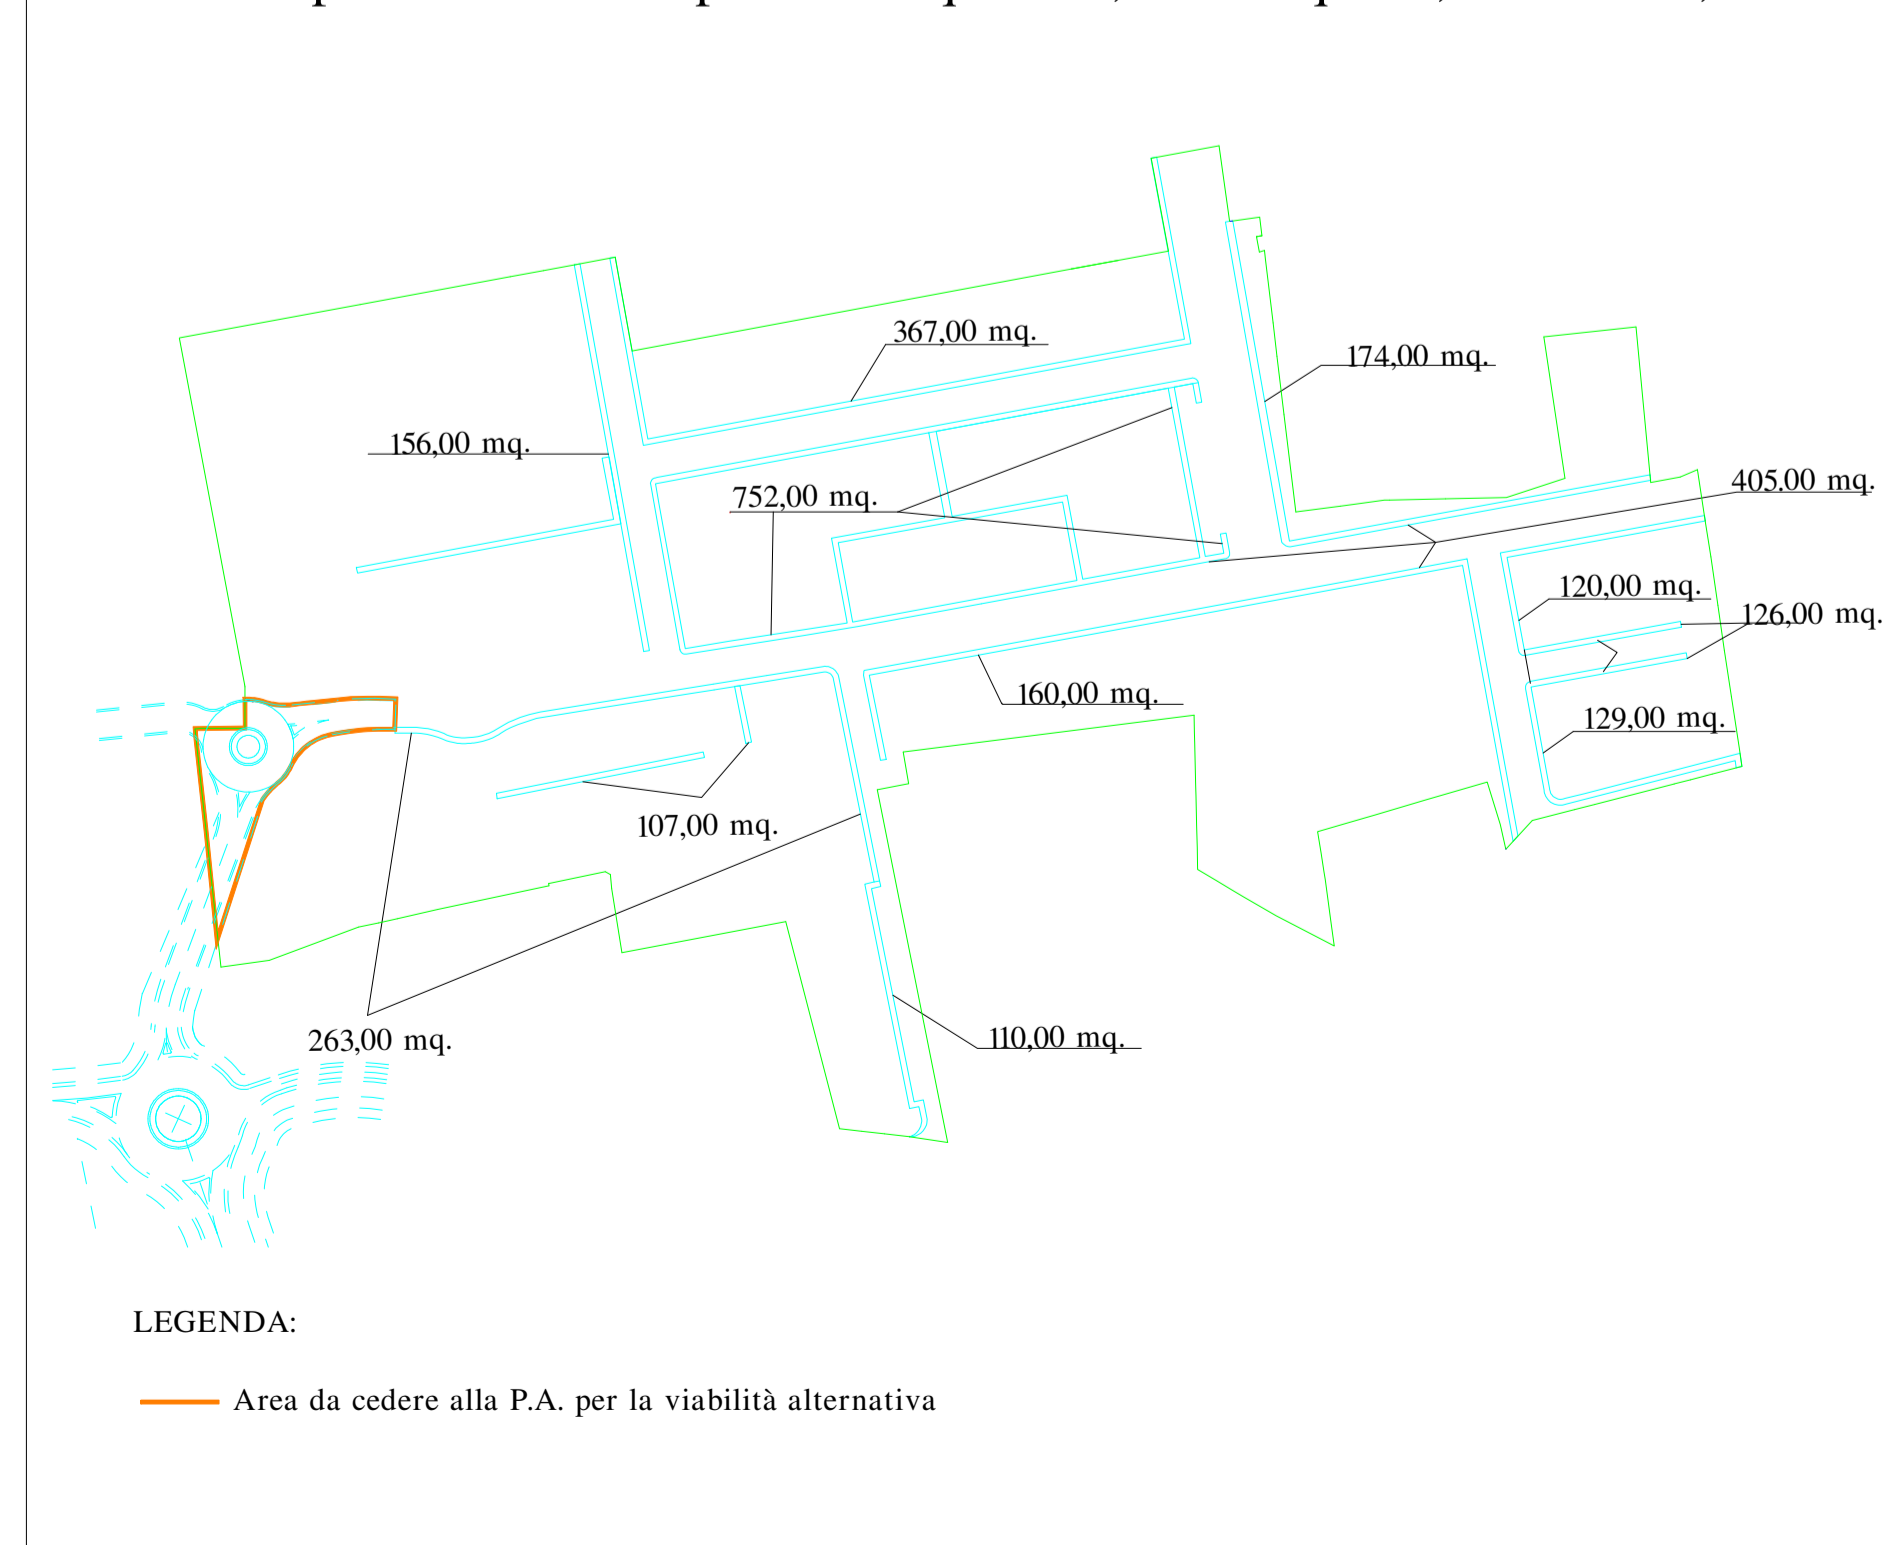 367,00 mq.
174,00 mq.
156,00 mq.
752,00 mq.
405.00 mq.
120,00 mq.
126,00 mq.
160,00 mq.
129,00 mq.
107,00 mq.
263,00 mq.
110,00 mq.
LEGENDA:
Area da cedere alla P.A. per la viabilità alternativa